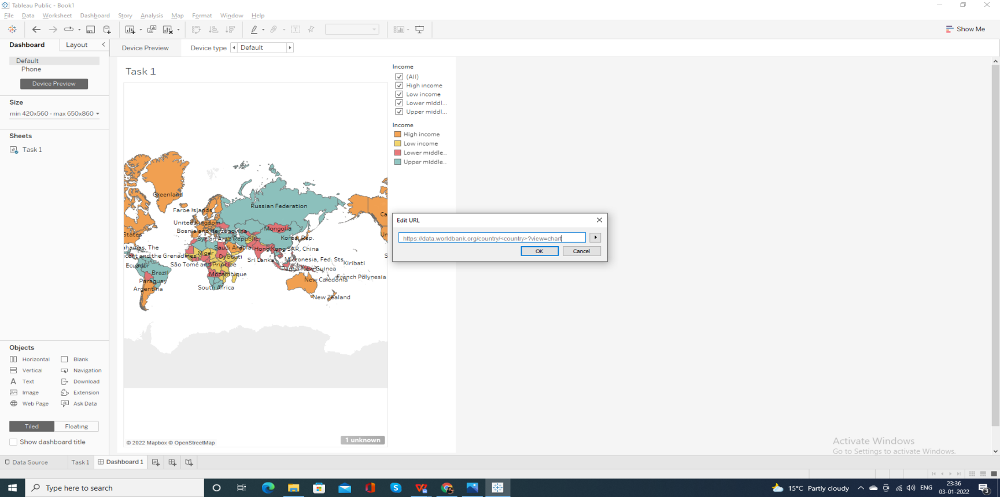 Tableau Public - Book1
File Data Worksheet Dashboard Story Analysis Map Format Window Help
Show Me
Dashboard Layout
Device Preview Device type Default
Default
Phone
Device Preview
Size
min 420x560 - max 650x860
Sheets
Task 1
Task 1
Income
(All)
High income
Low income
Lower middl...
Upper middl...
Income
High income
Low income
Lower middle..
Upper middle..
Greenland
Russian Federation
Faroe Islands
Ca
United Kingdom
Bosnia and Herzegovina
Mongolia
States
Un
Syrian Arab Republic
Korea, Rep.
ahamas, The
Saudi Arabia
Hong Kong SAR, China
icent and the Grenadines
Niger
Djibouti
S
Sri Lanka
Micronesia, Fed. Sts.
Kiribati
Ecuador
São Tomé and Príncipe
Papua New Guinea
Brazil
Mozambique
French Polynesia
Paraguay
New Caledonia
Argentina
South Africa
New Zealand
© 2022 Mapbox © OpenStreetMap
1 unknown
Edit URL
https://data.worldbank.org/country/<country>?view=chart
OK Cancel
Objects
Horizontal Blank
Vertical Navigation
Text Download
Image Extension
Web Page Ask Data
Tiled Floating
Show dashboard title
Activate Windows
Go to Settings to activate Windows.
Data Source Task 1 Dashboard 1
Type here to search
15°C Partly cloudy ENG
23:36
03-01-2022
3